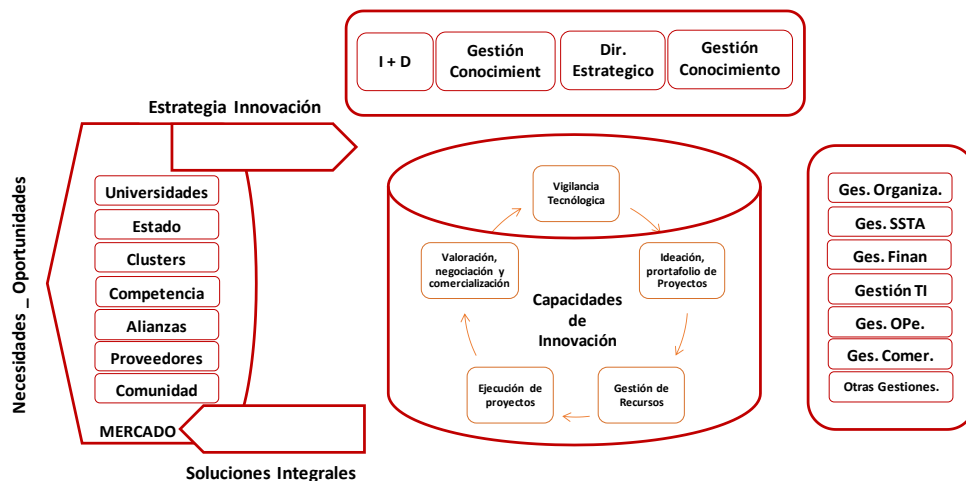 I + D
Gestión
Conocimient
Dir.
Estrategico
Gestión
Conocimiento
Estrategia Innovación
Necesidades _ Oportunidades
Universidades
Estado
Clusters
Competencia
Alianzas
Proveedores
Comunidad
MERCADO
Soluciones Integrales
Vigilancia
Tecnólogica
Ideación,
prortafolio de
Proyectos
Gestión de
Recursos
Ejecución de
proyectos
Valoración,
negociación y
comercialización
Capacidades
de
Innovación
Ges. Organiza.
Ges. SSTA
Ges. Finan
Gestión TI
Ges. OPe.
Ges. Comer.
Otras Gestiones.